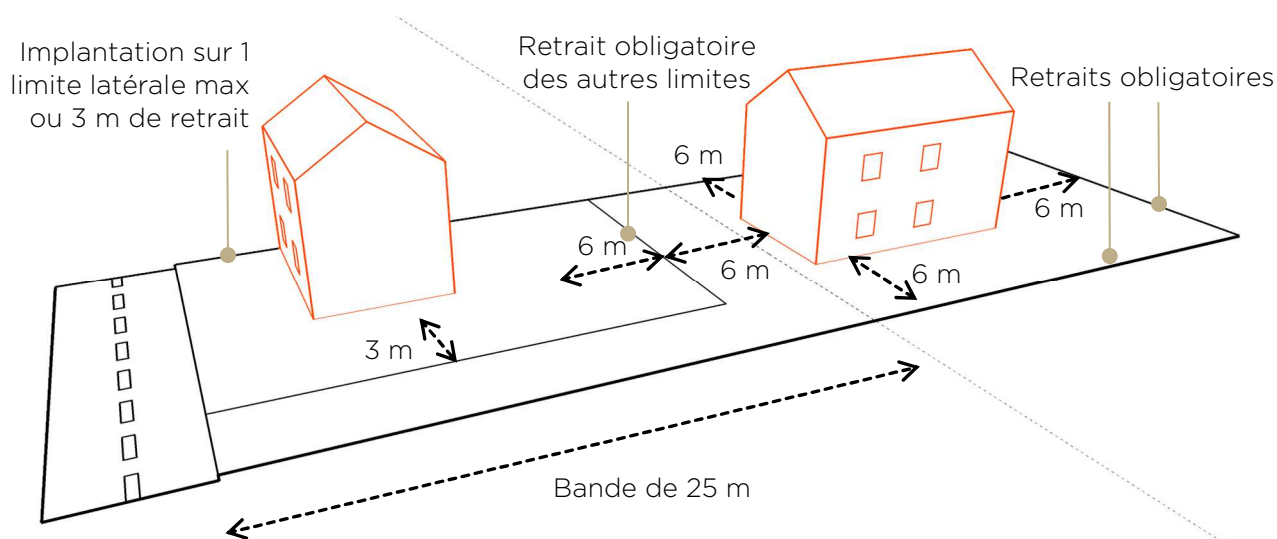 Implantation sur 1
limite latérale max
ou 3 m de retrait
Retrait obligatoire
des autres limites
Retraits obligatoires
6 m
6 m
6 m
6 m
6 m
3 m
Bande de 25 m